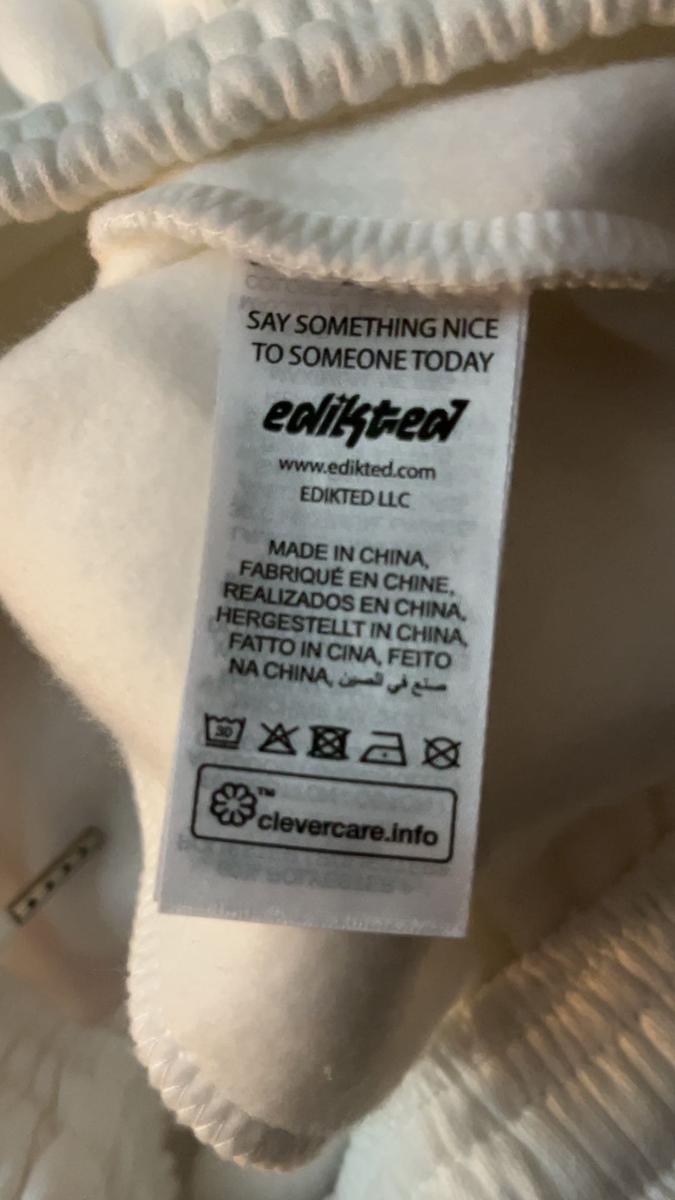 SAY SOMETHING NICE
TO SOMEONE TODAY
edikted
www.edikted.com
EDIKTED LLC
MADE IN CHINA,
FABRIQUÉ EN CHINE,
REALIZADOS EN CHINA,
HERGESTELLT IN CHINA,
FATTO IN CINA, FEITO
NA CHINA, صنع في الصين
30
™
clevercare.info